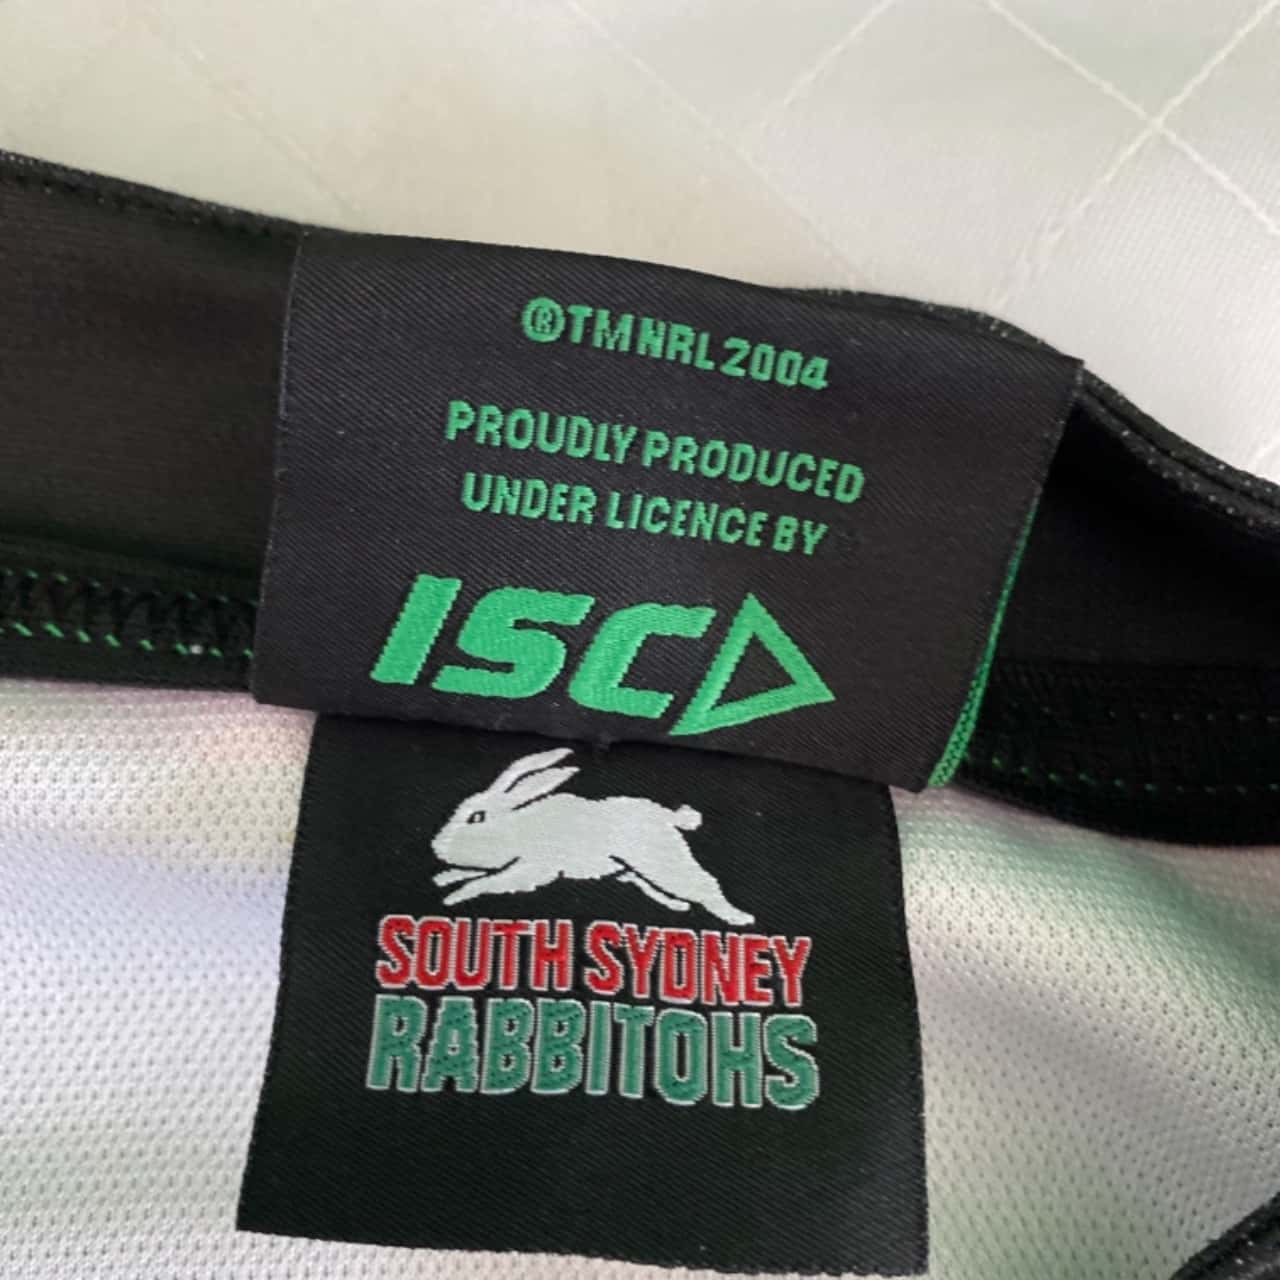 ®TM NRL 2004
PROUDLY PRODUCED
UNDER LICENCE BY
ISC
SOUTH SYDNEY
RABBITOHS